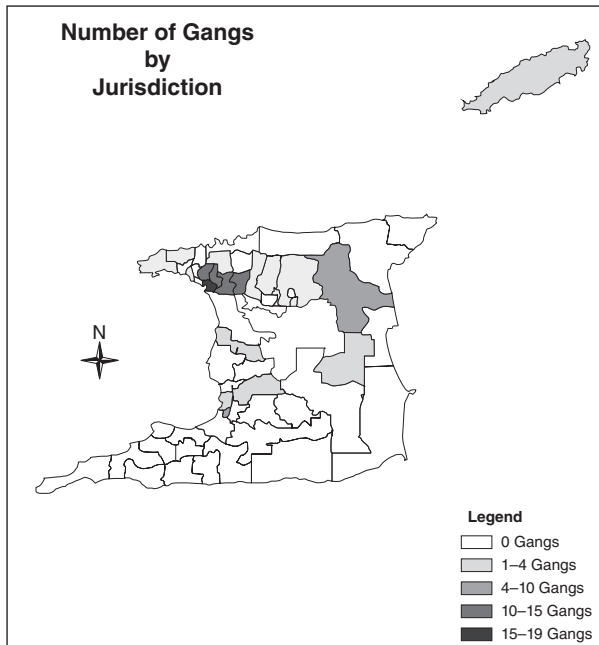 Number of Gangs
by
Jurisdiction
N
Legend
0 Gangs
1–4 Gangs
4–10 Gangs
10–15 Gangs
15–19 Gangs